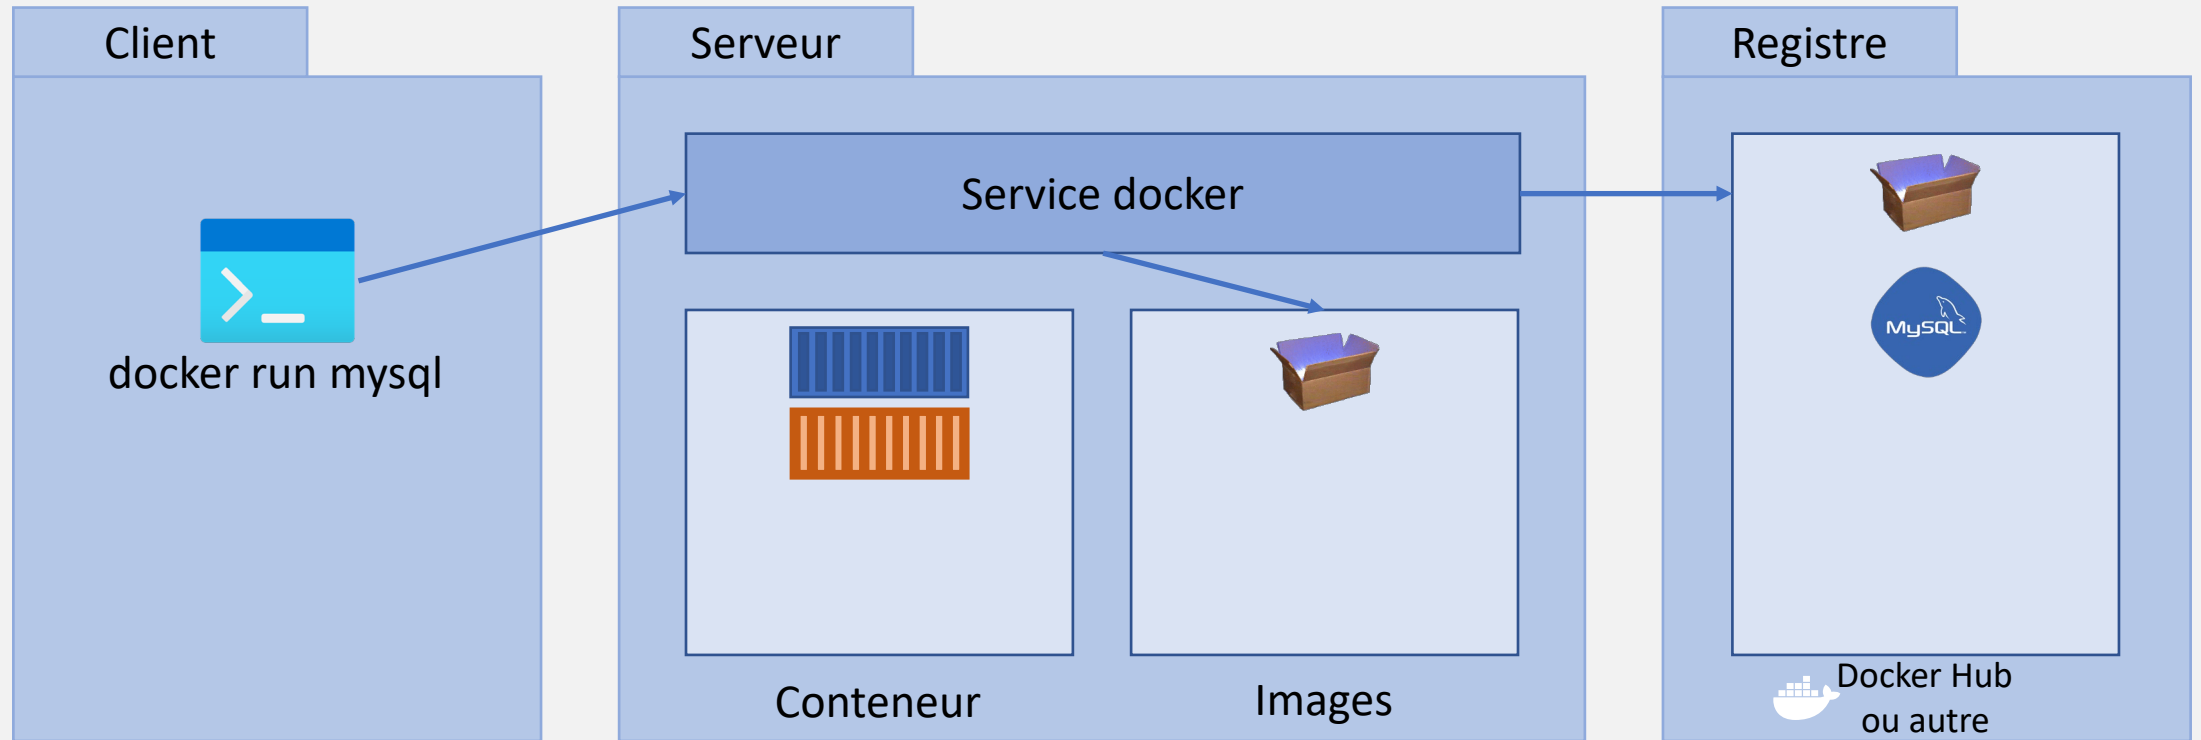 Client
Serveur
Registre
Service docker
MySQL
docker run mysql
Conteneur
Images
Docker Hub
ou autre